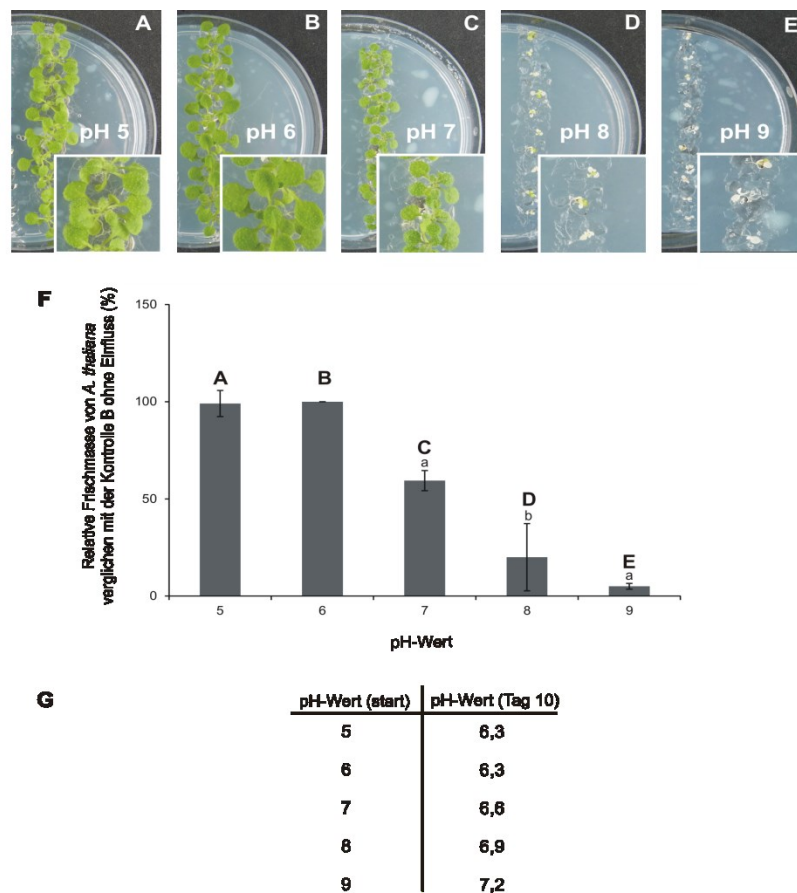 A
B
C
D
E
pH 5
pH 6
pH 7
pH 8
pH 9
F
Relative Frischmasse von A. thaliana
verglichen mit der Kontrolle B ohne Einfluss (%)
150
100
50
0
A
B
C
a
D
b
E
a
5 6 7 8 9
pH-Wert
G
pH-Wert (start) pH-Wert (Tag 10)
5 6,3
6 6,3
7 6,6
8 6,9
9 7,2